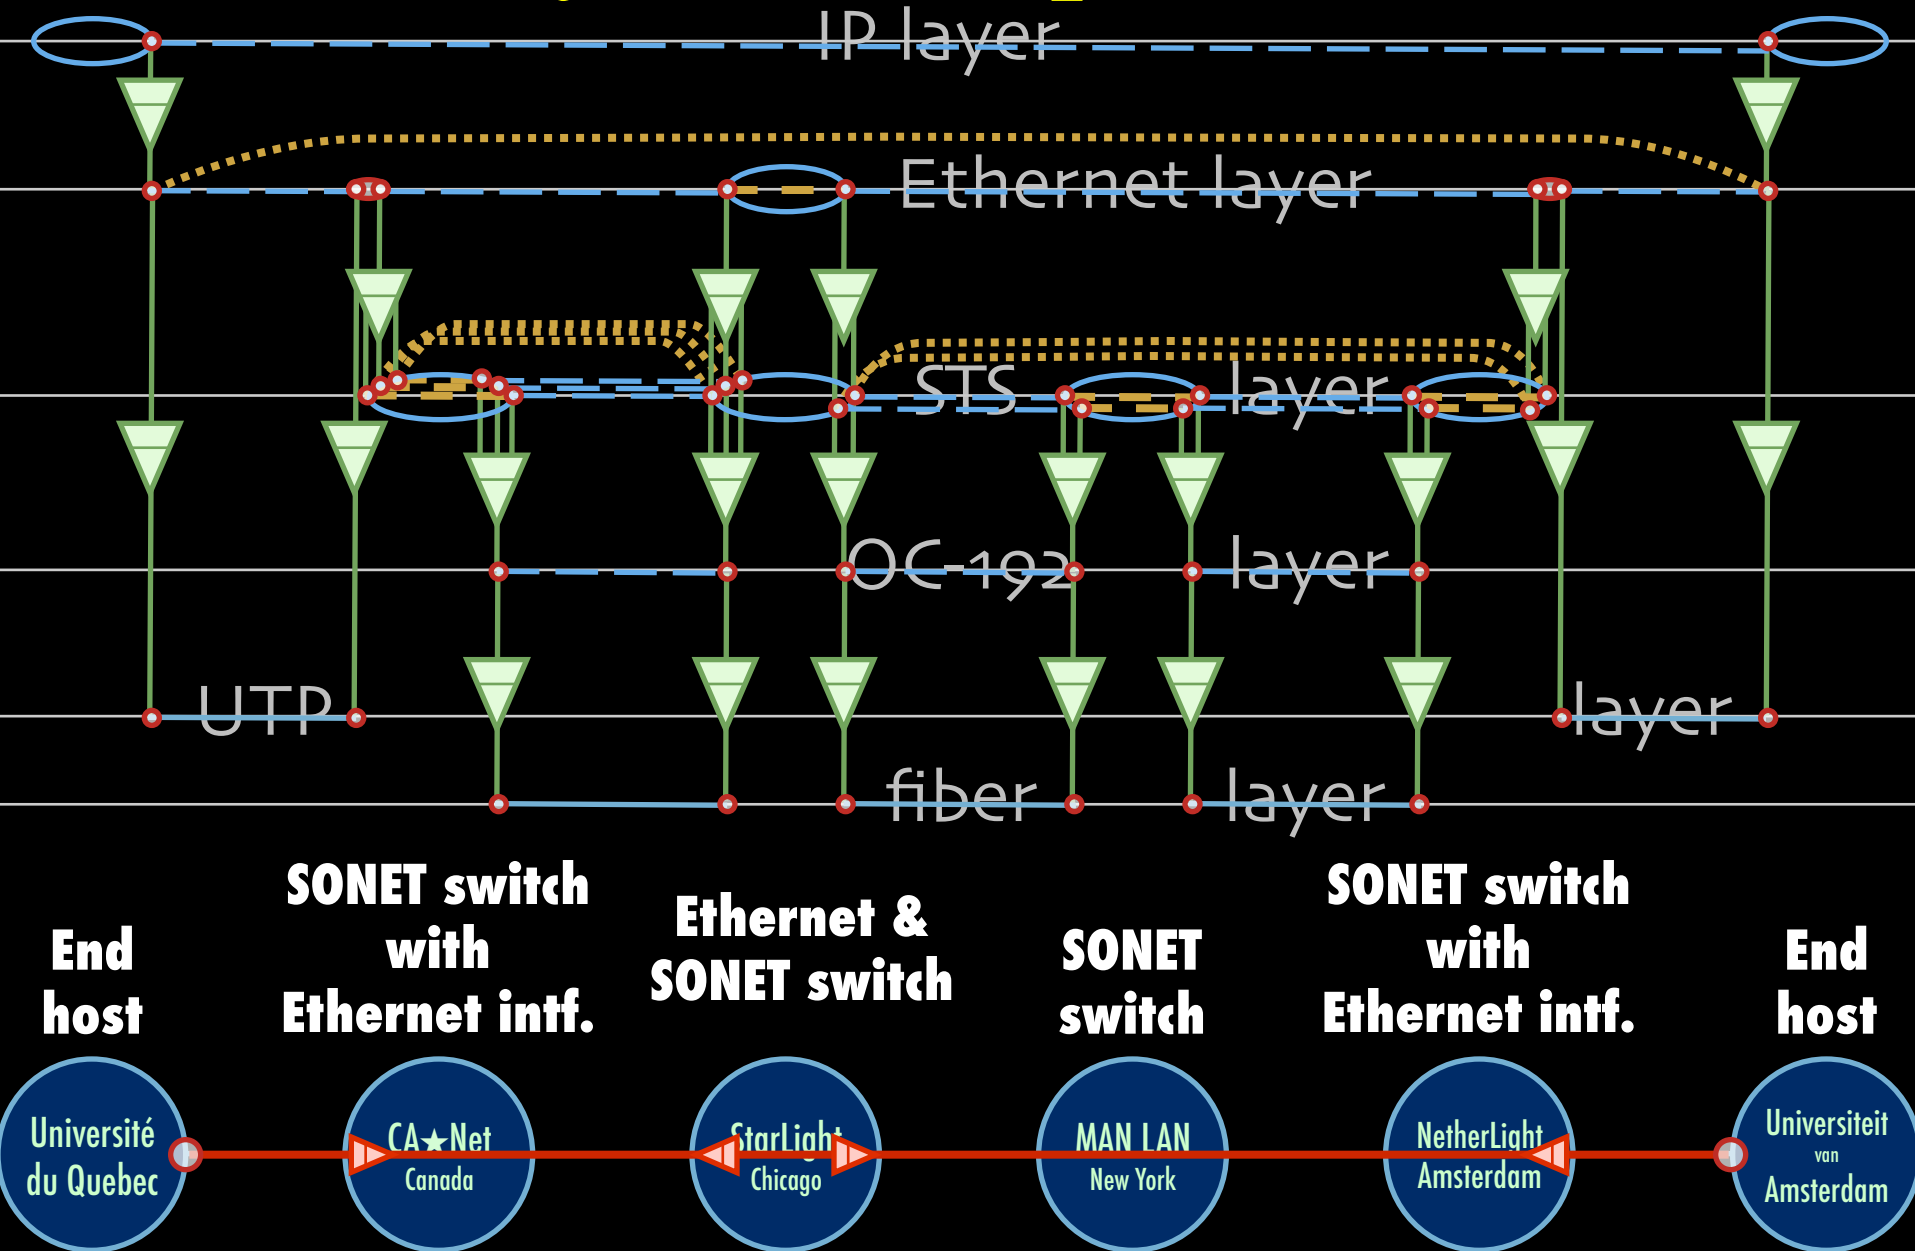 IP layer
Ethernet layer
STS layer
OC-192 layer
UTP layer
fiber layer
End
host
SONET switch
with
Ethernet intf.
Ethernet &
SONET switch
SONET
switch
SONET switch
with
Ethernet intf.
End
host
Université
du Quebec
CA★Net
Canada
StarLight
Chicago
MAN LAN
New York
NetherLight
Amsterdam
Universiteit
van
Amsterdam